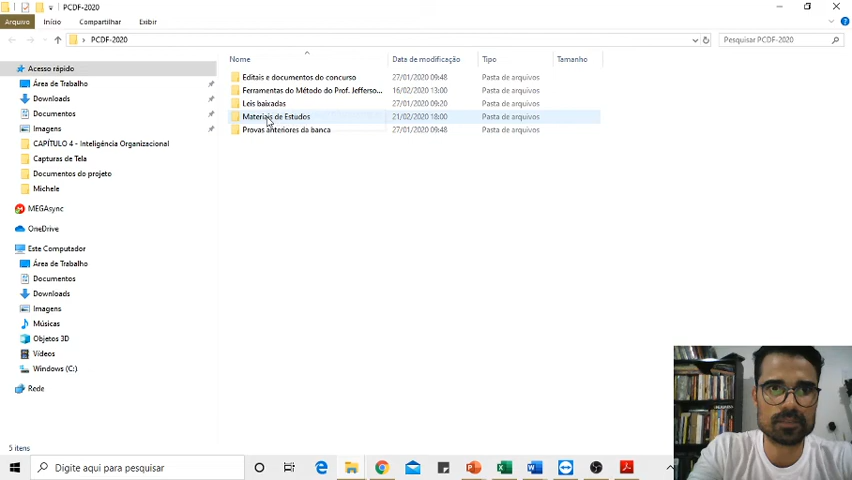 PCDF-2020
Arquivo Início Compartilhar Exibir
PCDF-2020
Pesquisar PCDF-2020
Nome Data de modificação Tipo Tamanho
Acesso rápido
Área de Trabalho
Downloads
Documentos
Imagens
CAPÍTULO 4 - Inteligência Organizacional
Capturas de Tela
Documentos do projeto
Michele
MEGAsync
OneDrive
Este Computador
Área de Trabalho
Documentos
Downloads
Imagens
Músicas
Objetos 3D
Vídeos
Windows (C:)
Rede
Editais e documentos do concurso 27/01/2020 09:48 Pasta de arquivos
Ferramentas do Método do Prof. Jefferso... 16/02/2020 13:00 Pasta de arquivos
Leis baixadas 27/01/2020 09:20 Pasta de arquivos
Materiais de Estudos 21/02/2020 18:00 Pasta de arquivos
Provas anteriores da banca 27/01/2020 09:48 Pasta de arquivos
5 itens
Digite aqui para pesquisar